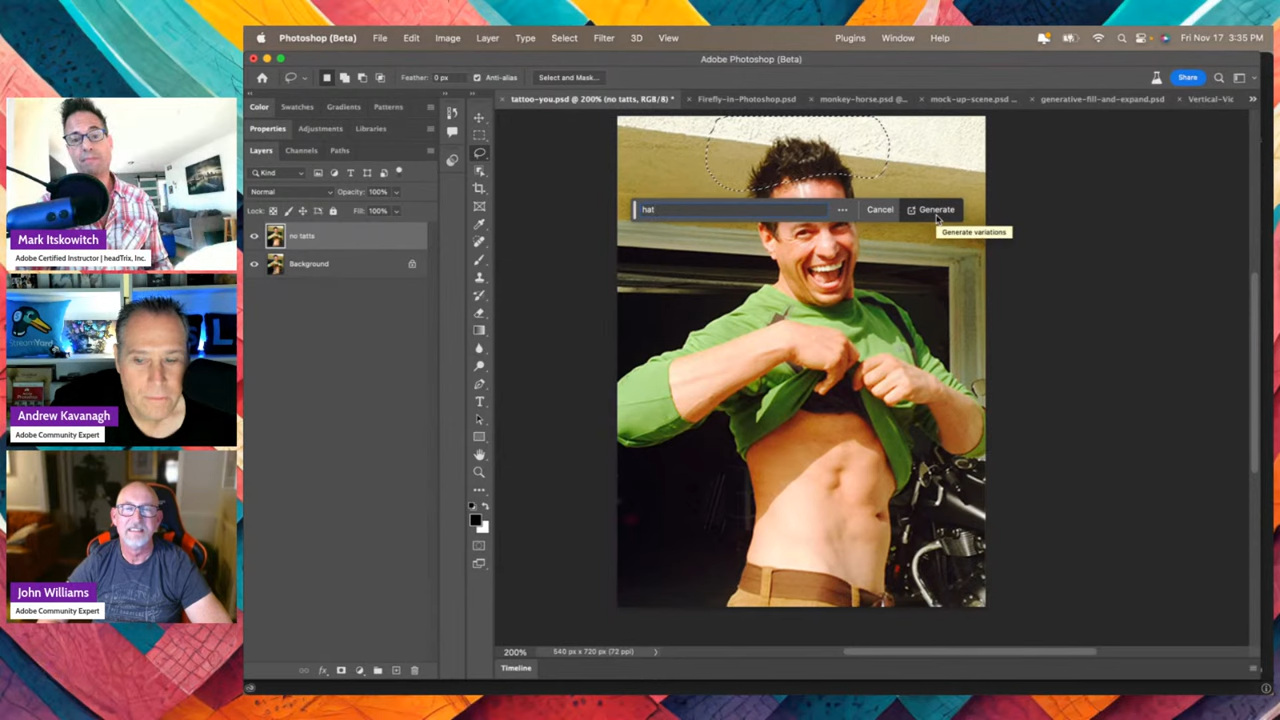 Photoshop (Beta) File Edit Image Layer Type Select Filter 3D View Plugins Window Help Fri Nov 17 3:35 PM
Adobe Photoshop (Beta)
Feather: 0 px Anti-alias Select and Mask... Share
Color Swatches Gradients Patterns
tattoo-you.psd @ 200% (no tatts, RGB/8) * Firefly-in-Photoshop.psd monkey-horse.psd @... mock-up-scene.psd ... generative-fill-and-expand.psd Vertical-Vic
Properties Adjustments Libraries
Layers Channels Paths
Kind
Normal Opacity: 100%
Lock: Fill: 100%
no tatts
Background
hat ... Cancel Generate
Generate variations
200% 540 px x 720 px (72 ppi)
Timeline
Mark Itskowitch
Adobe Certified Instructor | headTrix, Inc.
StreamYard
Andrew Kavanagh
Adobe Community Expert
John Williams
Adobe Community Expert